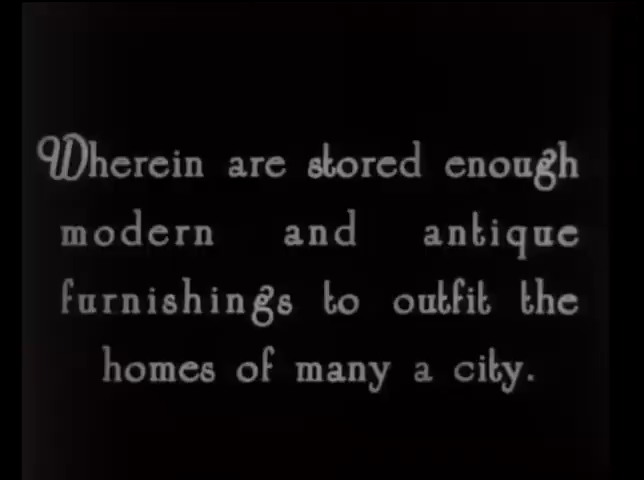 Wherein are stored enough
modern and antique
furnishings to outfit the
homes of many a city.